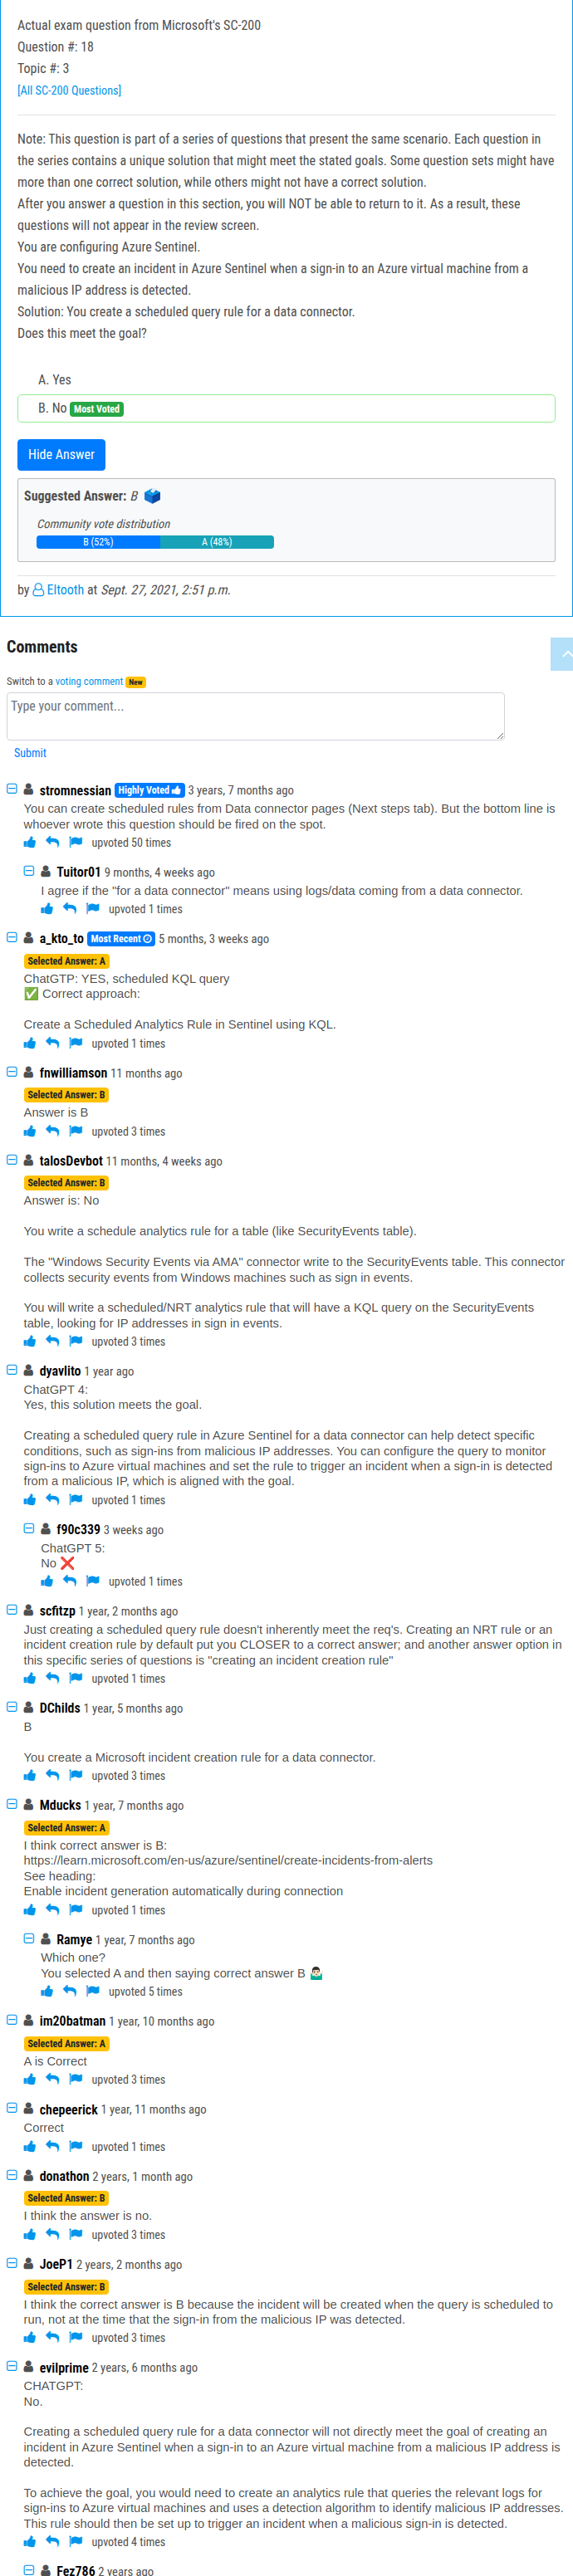 Actual exam question from Microsoft's SC-200
Question #: 18
Topic #: 3
[All SC-200 Questions]
Note: This question is part of a series of questions that present the same scenario. Each question in
the series contains a unique solution that might meet the stated goals. Some question sets might have
more than one correct solution, while others might not have a correct solution.
After you answer a question in this section, you will NOT be able to return to it. As a result, these
questions will not appear in the review screen.
You are configuring Azure Sentinel.
You need to create an incident in Azure Sentinel when a sign-in to an Azure virtual machine from a
malicious IP address is detected.
Solution: You create a scheduled query rule for a data connector.
Does this meet the goal?
A. Yes
B. No Most Voted
Hide Answer
Suggested Answer: B
Community vote distribution
B (52%) A (48%)
by Eltooth at Sept. 27, 2021, 2:51 p.m.
Comments
Switch to a voting comment New
Type your comment...
Submit
stromnessian Highly Voted 3 years, 7 months ago
You can create scheduled rules from Data connector pages (Next steps tab). But the bottom line is
whoever wrote this question should be fired on the spot.
upvoted 50 times
Tuitor01 9 months, 4 weeks ago
I agree if the "for a data connector" means using logs/data coming from a data connector.
upvoted 1 times
a_kto_to Most Recent 5 months, 3 weeks ago
Selected Answer: A
ChatGTP: YES, scheduled KQL query
✅ Correct approach:
Create a Scheduled Analytics Rule in Sentinel using KQL.
upvoted 1 times
fnwilliamson 11 months ago
Selected Answer: B
Answer is B
upvoted 3 times
talosDevbot 11 months, 4 weeks ago
Selected Answer: B
Answer is: No
You write a schedule analytics rule for a table (like SecurityEvents table).
The "Windows Security Events via AMA" connector write to the SecurityEvents table. This connector
collects security events from Windows machines such as sign in events.
You will write a scheduled/NRT analytics rule that will have a KQL query on the SecurityEvents
table, looking for IP addresses in sign in events.
upvoted 3 times
dyavlito 1 year ago
ChatGPT 4:
Yes, this solution meets the goal.
Creating a scheduled query rule in Azure Sentinel for a data connector can help detect specific
conditions, such as sign-ins from malicious IP addresses. You can configure the query to monitor
sign-ins to Azure virtual machines and set the rule to trigger an incident when a sign-in is detected
from a malicious IP, which is aligned with the goal.
upvoted 1 times
f90c339 3 weeks ago
ChatGPT 5:
No ❌
upvoted 1 times
scfitzp 1 year, 2 months ago
Just creating a scheduled query rule doesn't inherently meet the req's. Creating an NRT rule or an
incident creation rule by default put you CLOSER to a correct answer; and another answer option in
this specific series of questions is "creating an incident creation rule"
upvoted 1 times
DChilds 1 year, 5 months ago
B
You create a Microsoft incident creation rule for a data connector.
upvoted 3 times
Mducks 1 year, 7 months ago
Selected Answer: A
I think correct answer is B:
https://learn.microsoft.com/en-us/azure/sentinel/create-incidents-from-alerts
See heading:
Enable incident generation automatically during connection
upvoted 1 times
Ramye 1 year, 7 months ago
Which one?
You selected A and then saying correct answer B 🤷🏻‍♂️
upvoted 5 times
im20batman 1 year, 10 months ago
Selected Answer: A
A is Correct
upvoted 3 times
chepeerick 1 year, 11 months ago
Correct
upvoted 1 times
donathon 2 years, 1 month ago
Selected Answer: B
I think the answer is no.
upvoted 3 times
JoeP1 2 years, 2 months ago
Selected Answer: B
I think the correct answer is B because the incident will be created when the query is scheduled to
run, not at the time that the sign-in from the malicious IP was detected.
upvoted 3 times
evilprime 2 years, 6 months ago
CHATGPT:
No.
Creating a scheduled query rule for a data connector will not directly meet the goal of creating an
incident in Azure Sentinel when a sign-in to an Azure virtual machine from a malicious IP address is
detected.
To achieve the goal, you would need to create an analytics rule that queries the relevant logs for
sign-ins to Azure virtual machines and uses a detection algorithm to identify malicious IP addresses.
This rule should then be set up to trigger an incident when a malicious sign-in is detected.
upvoted 4 times
Fez786 2 years ago